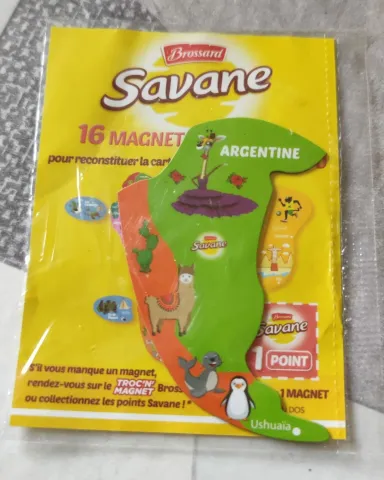 Brossard
Savane
16 MAGNET
pour reconstituer la car
ARGENTINE
Savane
Brossard
Savane
1 POINT
S'il vous manque un magnet,
rendez-vous sur le TROC'N' MAGNET Bross
ou collectionnez les points Savane ! *
1 MAGNET
DOS
Ushuaïa